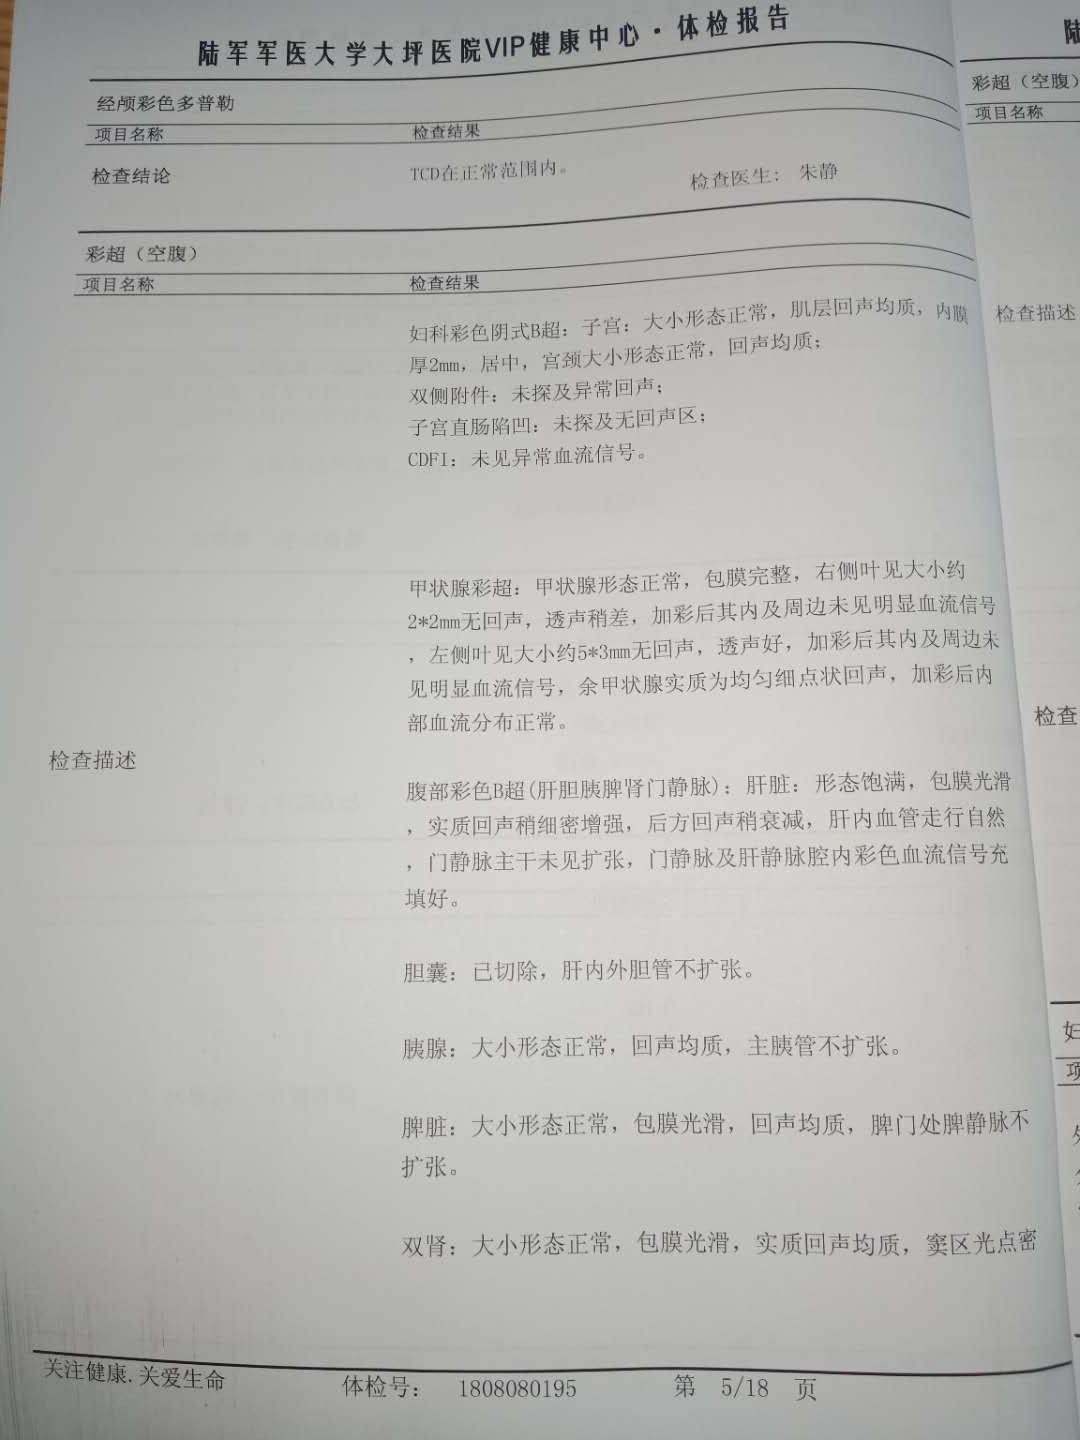 陆军军医大学大坪医院VIP健康中心·体检报告
经颅彩色多普勒
项目名称 检查结果
检查结论 TCD在正常范围内。 检查医生: 朱静
彩超（空腹）
项目名称 检查结果
妇科彩色阴式B超：子宫：大小形态正常，肌层回声均质，内膜
厚2mm，居中，宫颈大小形态正常，回声均质；
双侧附件：未探及异常回声；
子宫直肠陷凹：未探及无回声区；
CDFI：未见异常血流信号。
甲状腺彩超：甲状腺形态正常，包膜完整，右侧叶见大小约
2*2mm无回声，透声稍差，加彩后其内及周边未见明显血流信号
，左侧叶见大小约5*3mm无回声，透声好，加彩后其内及周边未
见明显血流信号，余甲状腺实质为均匀细点状回声，加彩后内
部血流分布正常。
检查描述
腹部彩色B超(肝胆胰脾肾门静脉)：肝脏：形态饱满，包膜光滑
，实质回声稍细密增强，后方回声稍衰减，肝内血管走行自然
，门静脉主干未见扩张，门静脉及肝静脉腔内彩色血流信号充
填好。
胆囊：已切除，肝内外胆管不扩张。
胰腺：大小形态正常，回声均质，主胰管不扩张。
脾脏：大小形态正常，包膜光滑，回声均质，脾门处脾静脉不
扩张。
双肾：大小形态正常，包膜光滑，实质回声均质，窦区光点密
关注健康.关爱生命 体检号： 1808080195 第 5/18 页
陆
彩超（空腹）
项目名称
检查描述
检查
妇
项